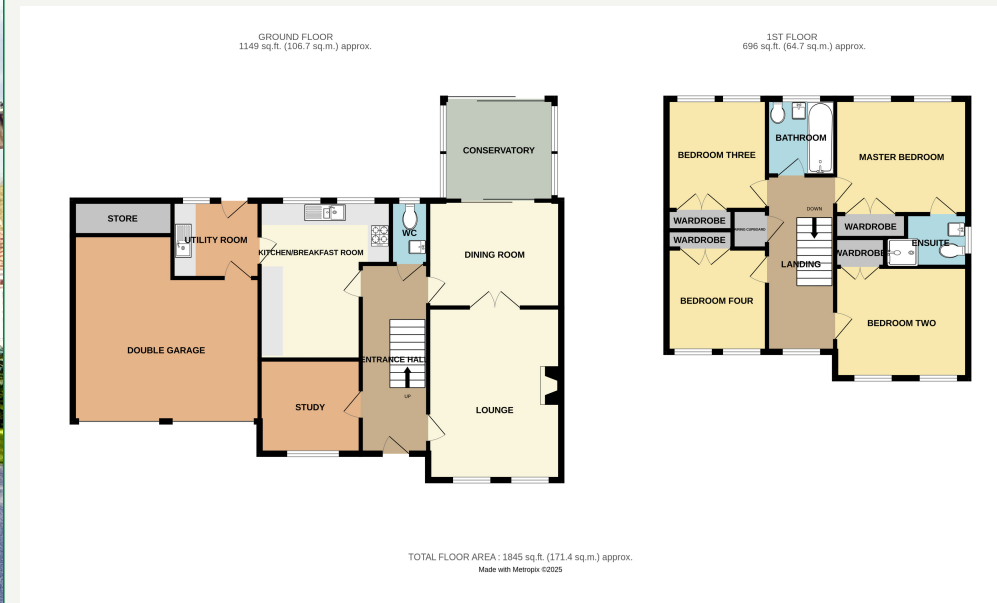 GROUND FLOOR
1149 sq.ft. (106.7 sq.m.) approx.
1ST FLOOR
696 sq.ft. (64.7 sq.m.) approx.
CONSERVATORY
STORE
UTILITY ROOM
KITCHEN/BREAKFAST ROOM
WC
DINING ROOM
DOUBLE GARAGE
ENTRANCE HALL
UP
STUDY
LOUNGE
BEDROOM THREE
BATHROOM
MASTER BEDROOM
DOWN
WARDROBE
WARDROBE
CUPBOARD
WARDROBE
WARDROBE
ENSUITE
LANDING
BEDROOM FOUR
BEDROOM TWO
TOTAL FLOOR AREA : 1845 sq.ft. (171.4 sq.m.) approx.
Made with Metropix ©2025